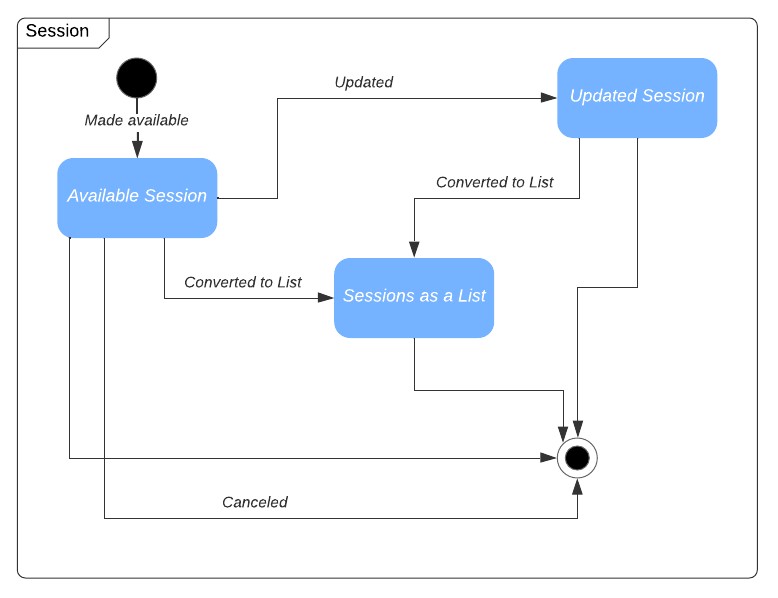 Session
Updated
Updated Session
Made available
Available Session
Converted to List
Converted to List
Sessions as a List
Canceled